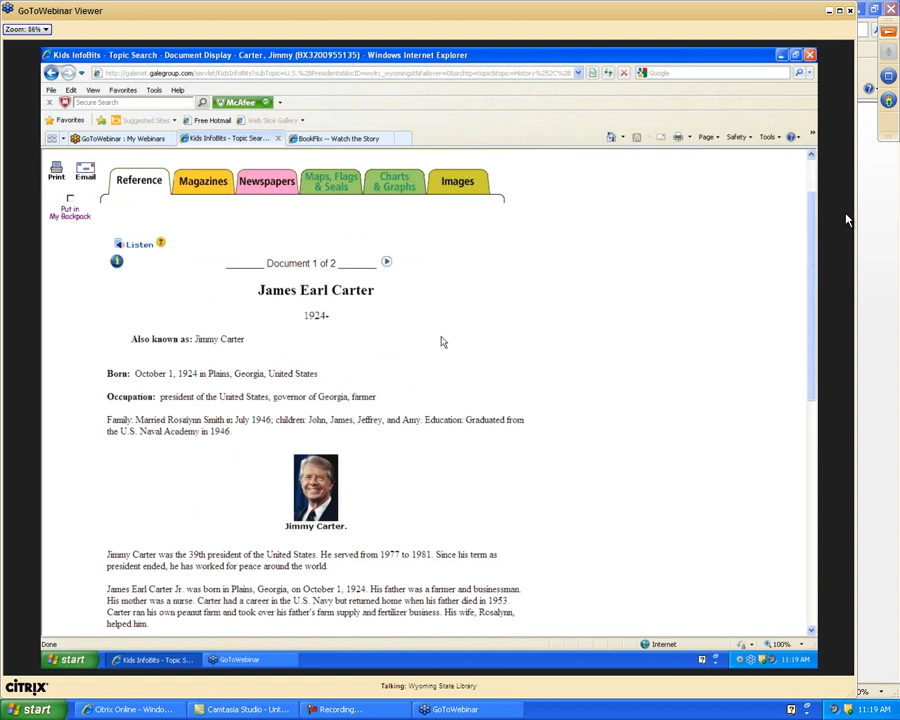 GoToWebinar Viewer
Zoom: 86%
Kids InfoBits - Topic Search - Document Display - Carter, Jimmy (BX3200955135) - Windows Internet Explorer
Google
File Edit View Favorites Tools Help
Secure Search McAfee
Favorites Suggested Sites Free Hotmail Web Slice Gallery
GoToWebinar : My Webinars Kids InfoBits - Topic Sear... BookFlix -- Watch the Story Page Safety Tools
Print E-mail
Put in
My Backpack
Reference Magazines Newspapers Maps, Flags & Seals Charts & Graphs Images
Listen
Document 1 of 2
James Earl Carter
1924-
Also known as: Jimmy Carter
Born: October 1, 1924 in Plains, Georgia, United States
Occupation: president of the United States, governor of Georgia, farmer
Family: Married Rosalynn Smith in July 1946; children: John, James, Jeffrey, and Amy. Education: Graduated from
the U.S. Naval Academy in 1946.
Jimmy Carter.
Jimmy Carter was the 39th president of the United States. He served from 1977 to 1981. Since his term as
president ended, he has worked for peace around the world.
James Earl Carter Jr. was born in Plains, Georgia, on October 1, 1924. His father was a farmer and businessman.
His mother was a nurse. Carter had a career in the U.S. Navy but returned home when his father died in 1953.
Carter ran his own peanut farm and took over his father's farm supply and fertilizer business. His wife, Rosalynn,
helped him.
Done Internet 100%
start Kids InfoBits - Topic S... GoToWebinar 11:19 AM
CITRIX Talking: Wyoming State Library
0%
start Citrix Online - Windo... Camtasia Studio - Unt... Recording... GoToWebinar 11:19 AM